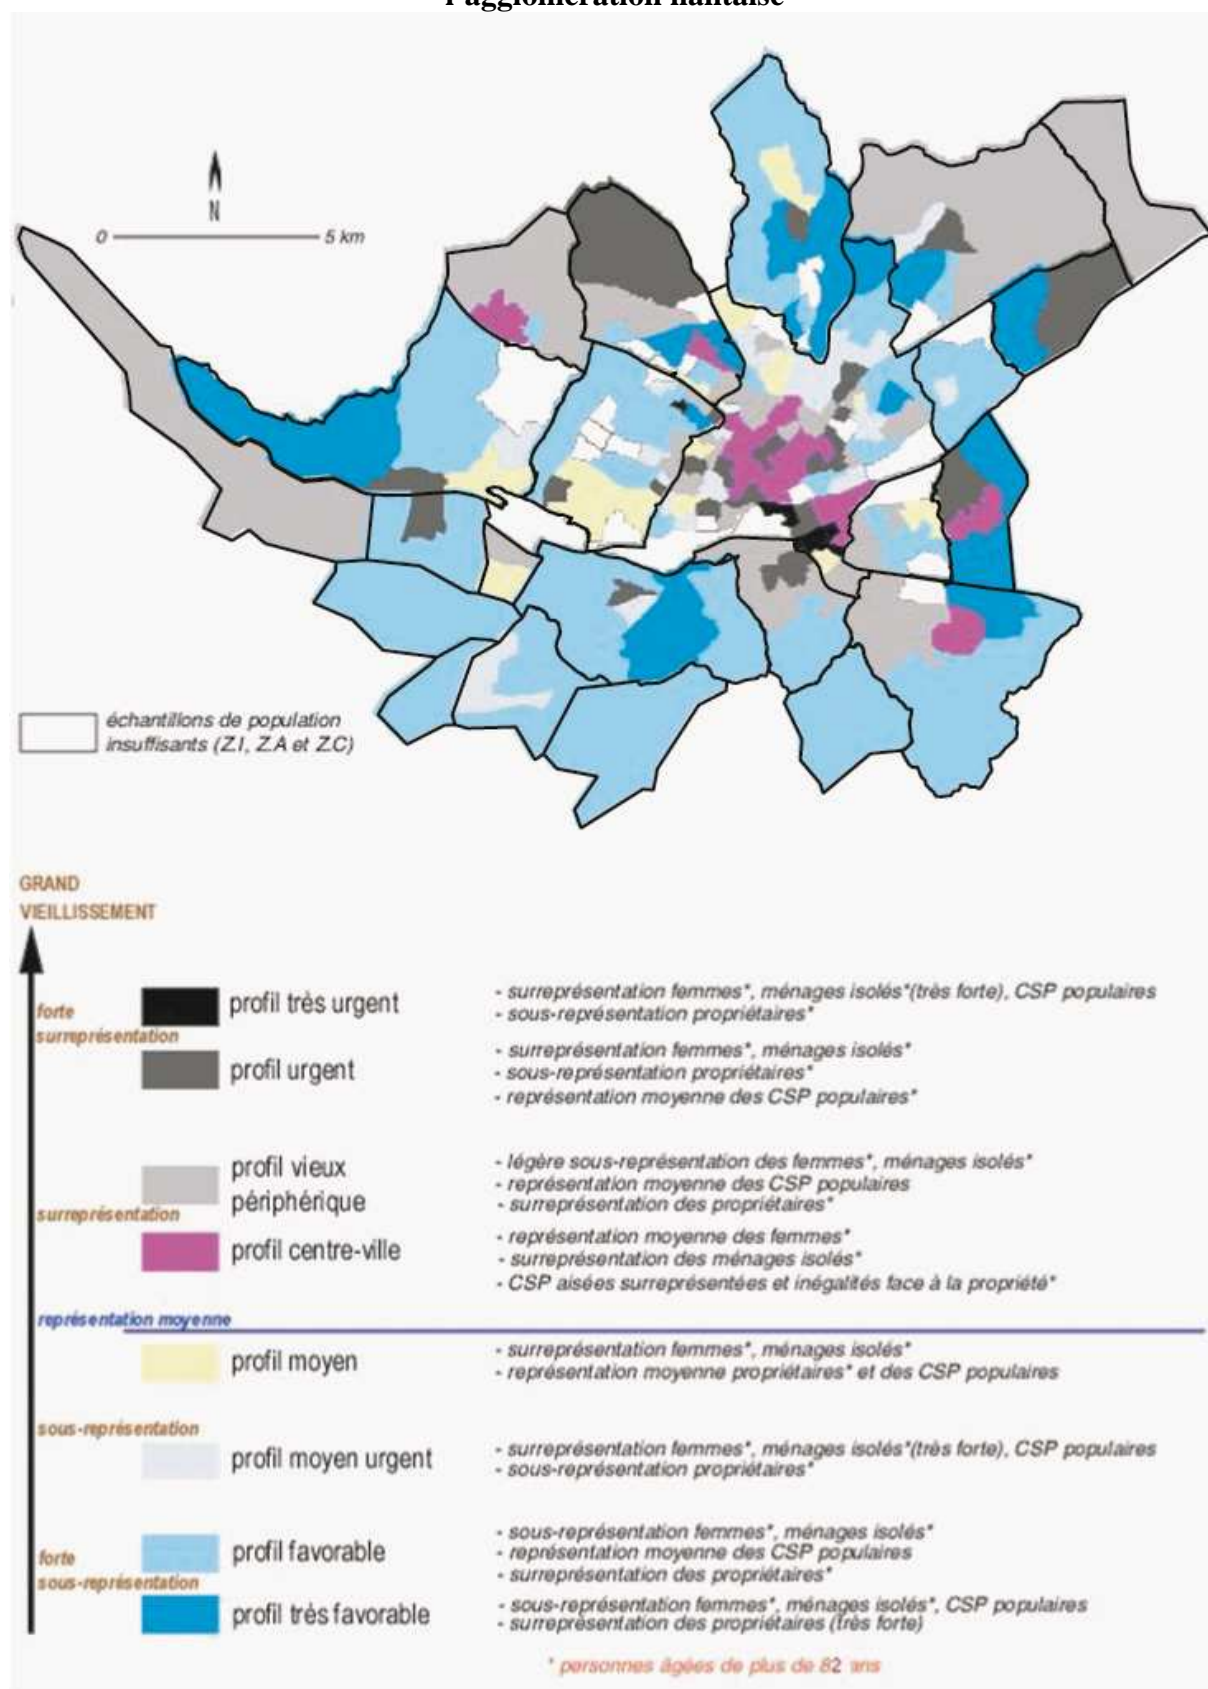 l'agglomération nantaise
N
0 5 km
échantillons de population
insuffisants (Z.I, Z.A et Z.C)
GRAND
VIEILLISSEMENT
forte
surreprésentation
profil très urgent
- surreprésentation femmes*, ménages isolés*(très forte), CSP populaires
- sous-représentation propriétaires*
profil urgent
- surreprésentation femmes*, ménages isolés*
- sous-représentation propriétaires*
- représentation moyenne des CSP populaires*
surreprésentation
profil vieux
périphérique
- légère sous-représentation des femmes*, ménages isolés*
- représentation moyenne des CSP populaires
- surreprésentation des propriétaires*
profil centre-ville
- représentation moyenne des femmes*
- surreprésentation des ménages isolés*
- CSP aisées surreprésentées et inégalités face à la propriété*
représentation moyenne
profil moyen
- surreprésentation femmes*, ménages isolés*
- représentation moyenne propriétaires* et des CSP populaires
sous-représentation
profil moyen urgent
- surreprésentation femmes*, ménages isolés*(très forte), CSP populaires
- sous-représentation propriétaires*
forte
sous-représentation
profil favorable
- sous-représentation femmes*, ménages isolés*
- représentation moyenne des CSP populaires
- surreprésentation des propriétaires*
profil très favorable
- sous-représentation femmes*, ménages isolés*, CSP populaires
- surreprésentation des propriétaires (très forte)
* personnes âgées de plus de 82 ans